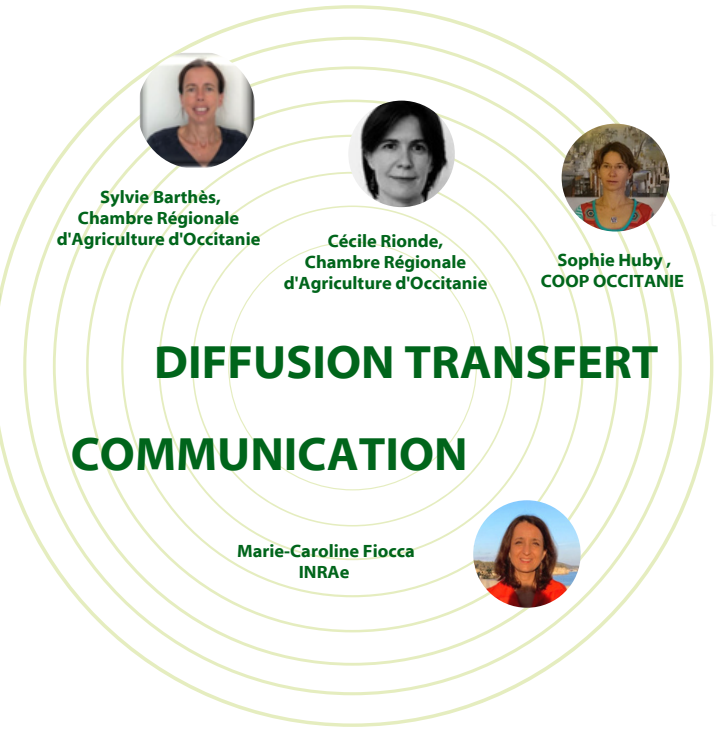 Sylvie Barthès,
Chambre Régionale
d'Agriculture d'Occitanie
Cécile Rionde,
Chambre Régionale
d'Agriculture d'Occitanie
Sophie Huby ,
COOP OCCITANIE
DIFFUSION TRANSFERT
COMMUNICATION
Marie-Caroline Fiocca
INRAe